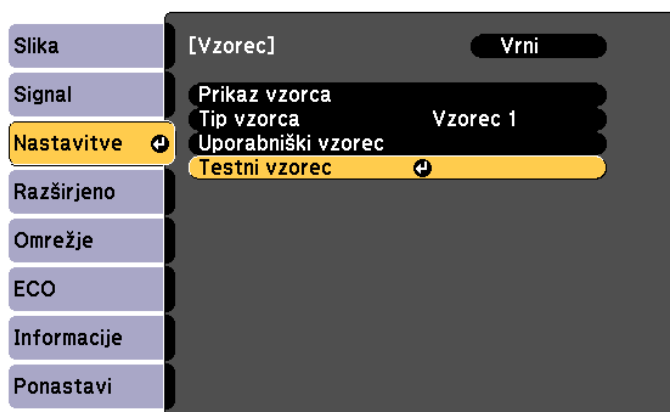 Slika
Signal
Nastavitve
Razširjeno
Omrežje
ECO
Informacije
Ponastavi
[Vzorec] Vrni
Prikaz vzorca
Tip vzorca Vzorec 1
Uporabniški vzorec
Testni vzorec